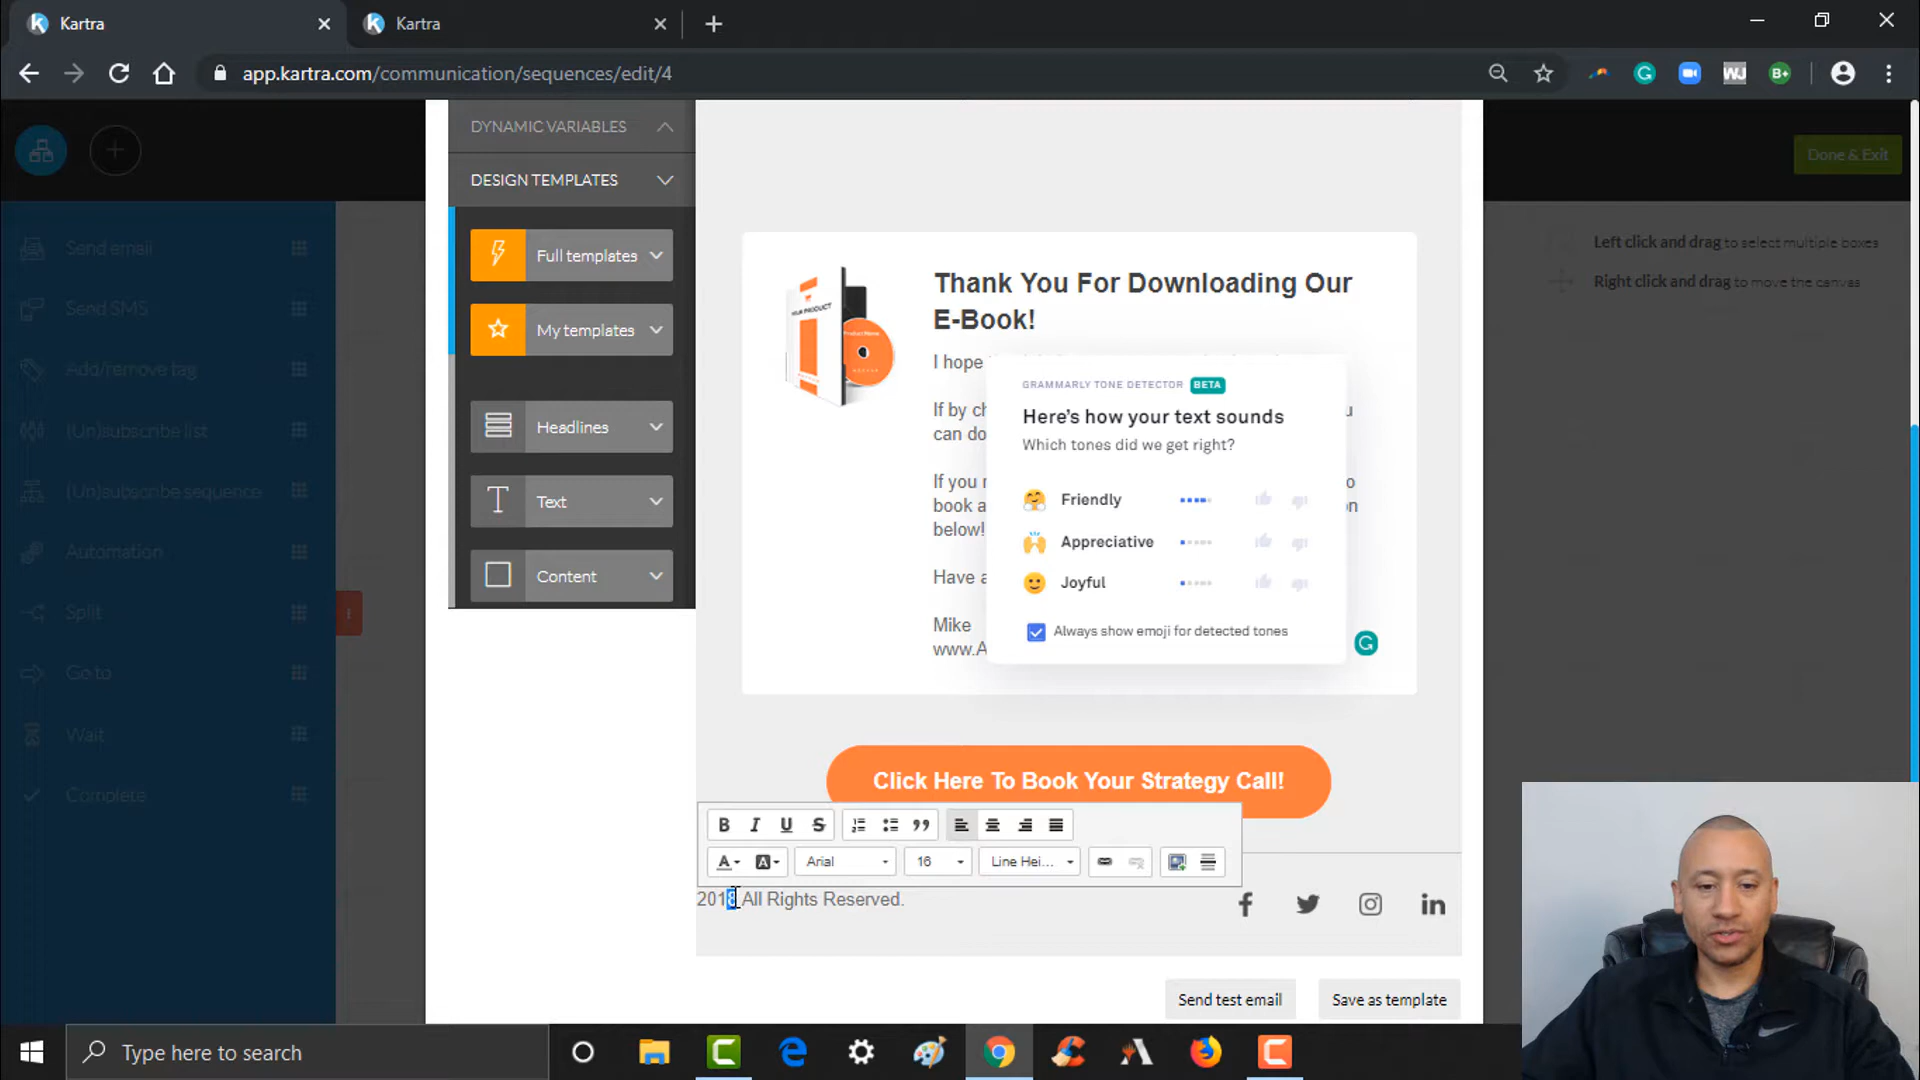 Kartra
Kartra
app.kartra.com/communication/sequences/edit/4
WJ
B+
DYNAMIC VARIABLES
DESIGN TEMPLATES
Full templates
My templates
Headlines
Text
Content
Done & Exit
Send email
Send SMS
Add/remove tag
(Un)subscribe list
(Un)subscribe sequence
Automation
Split
Go to
Wait
Complete
Left click and drag to select multiple boxes
Right click and drag to move the canvas
Thank You For Downloading Our
E-Book!
I hope
If by ch
can do
If you
book a
below!
Have a
Mike
www.A
GRAMMARLY TONE DETECTOR BETA
Here's how your text sounds
Which tones did we get right?
Friendly
Appreciative
Joyful
Always show emoji for detected tones
Click Here To Book Your Strategy Call!
B I U S
A A Arial 16 Line Hei...
2018 All Rights Reserved.
Send test email
Save as template
Type here to search